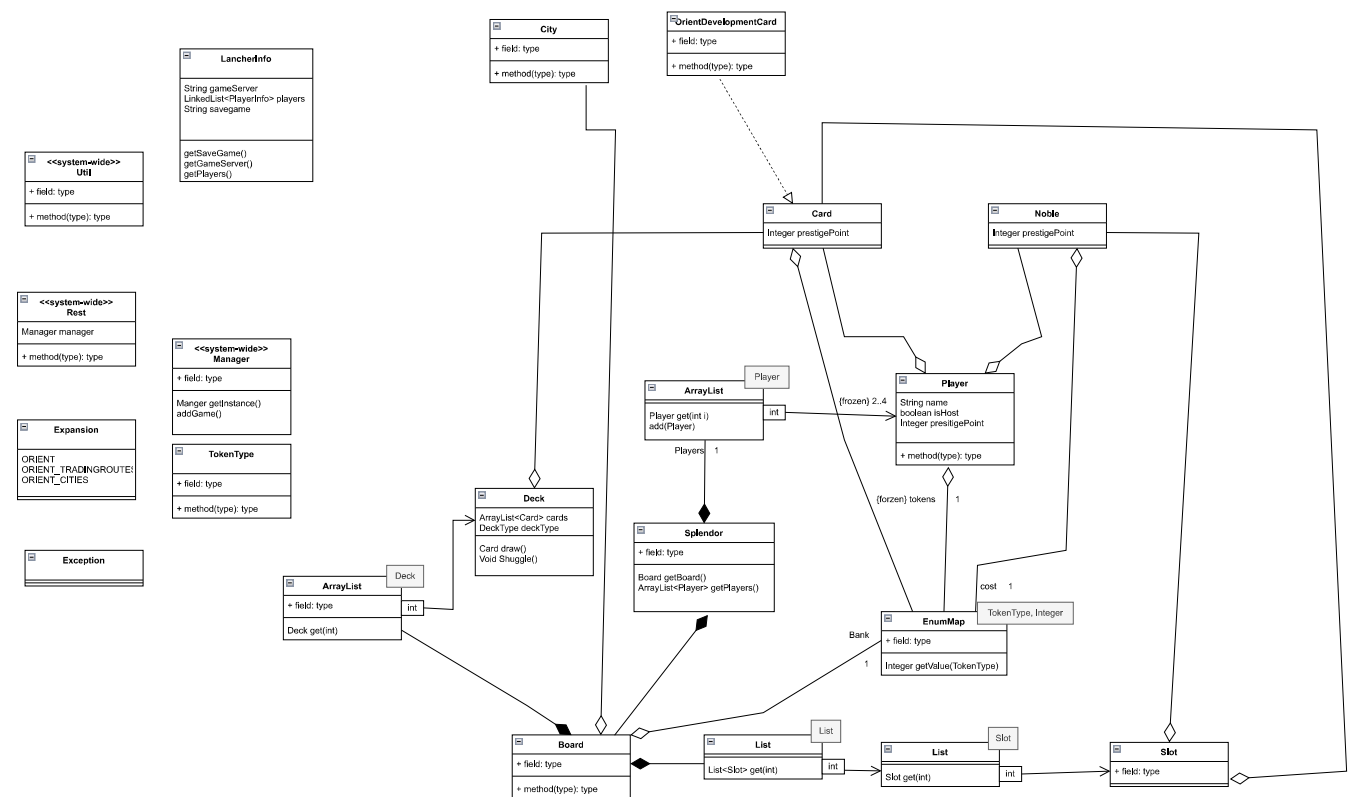 City
+ field: type
+ method(type): type
OrientDevelopmentCard
+ field: type
+ method(type): type
LancherInfo
String gameServer
LinkedList<PlayerInfo> players
String savegame
getSaveGame()
getGameServer()
getPlayers()
<<system-wide>>
Util
+ field: type
+ method(type): type
Card
Integer prestigePoint
Noble
Integer prestigePoint
<<system-wide>>
Rest
Manager manager
+ method(type): type
<<system-wide>>
Manager
+ field: type
Manger getInstance()
addGame()
Player
ArrayList
Player get(int i)
add(Player)
int
{frozen} 2..4
Players 1
Player
String name
boolean isHost
Integer presitigePoint
+ method(type): type
Expansion
ORIENT
ORIENT_TRADINGROUTES
ORIENT_CITIES
TokenType
+ field: type
+ method(type): type
Deck
ArrayList<Card> cards
DeckType deckType
Card draw()
Void Shuggle()
{forzen} tokens 1
Splendor
+ field: type
Board getBoard()
ArrayList<Player> getPlayers()
Exception
Deck
ArrayList
+ field: type
Deck get(int)
int
cost 1
TokenType, Integer
EnumMap
+ field: type
Integer getValue(TokenType)
Bank
1
Board
+ field: type
+ method(type): type
List
List
List<Slot> get(int)
int
Slot
List
Slot get(int)
int
Slot
+ field: type